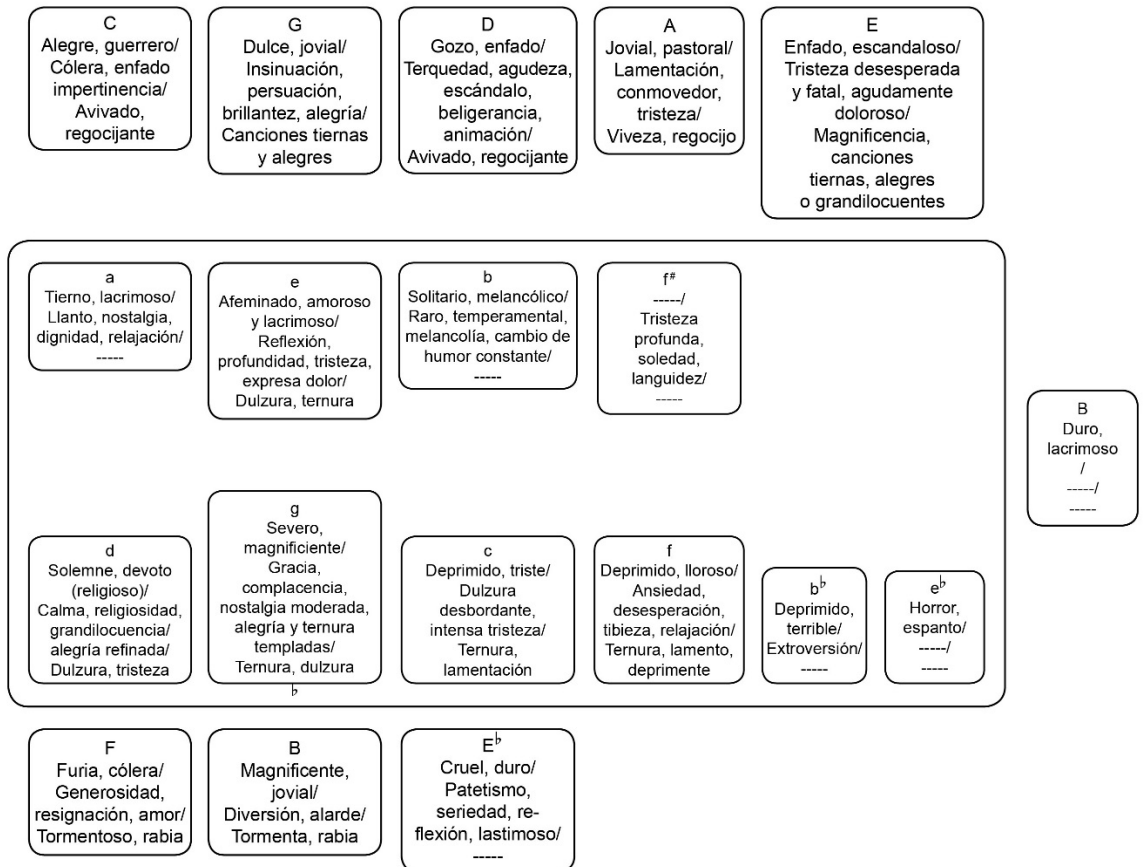 C
Alegre, guerrero/
Cólera, enfado
impertinencia/
Avivado,
regocijante
G
Dulce, jovial/
Insinuación,
persuación,
brillantez, alegría/
Canciones tiernas
y alegres
D
Gozo, enfado/
Terquedad, agudeza,
escándalo,
beligerancia,
animación/
Avivado, regocijante
A
Jovial, pastoral/
Lamentación,
conmovedor,
tristeza/
Viveza, regocijo
E
Enfado, escandaloso/
Tristeza desesperada
y fatal, agudamente
doloroso/
Magnificencia,
canciones
tiernas, alegres
o grandilocuentes
a
Tierno, lacrimoso/
Llanto, nostalgia,
dignidad, relajación/
-----
e
Afeminado, amoroso
y lacrimoso/
Reflexión,
profundidad, tristeza,
expresa dolor/
Dulzura, ternura
b
Solitario, melancólico/
Raro, temperamental,
melancolía, cambio de
humor constante/
-----
f#
-----/
Tristeza
profunda,
soledad,
languidez/
-----
B
Duro,
lacrimoso
/
-----/
-----
d
Solemne, devoto
(religioso)/
Calma, religiosidad,
grandilocuencia/
alegría refinada/
Dulzura, tristeza
g
Severo,
magnificiente/
Gracia,
complacencia,
nostalgia moderada,
alegría y ternura
templadas/
Ternura, dulzura
♭
c
Deprimido, triste/
Dulzura
desbordante,
intensa tristeza/
Ternura,
lamentación
f
Deprimido, lloroso/
Ansiedad,
desesperación,
tibieza, relajación/
Ternura, lamento,
deprimente
b♭
Deprimido,
terrible/
Extroversión/
-----
e♭
Horror,
espanto/
-----/
-----
F
Furia, cólera/
Generosidad,
resignación, amor/
Tormentoso, rabia
B
Magnificente,
jovial/
Diversión, alarde/
Tormenta, rabia
E♭
Cruel, duro/
Patetismo,
seriedad, re-
flexión, lastimoso/
-----